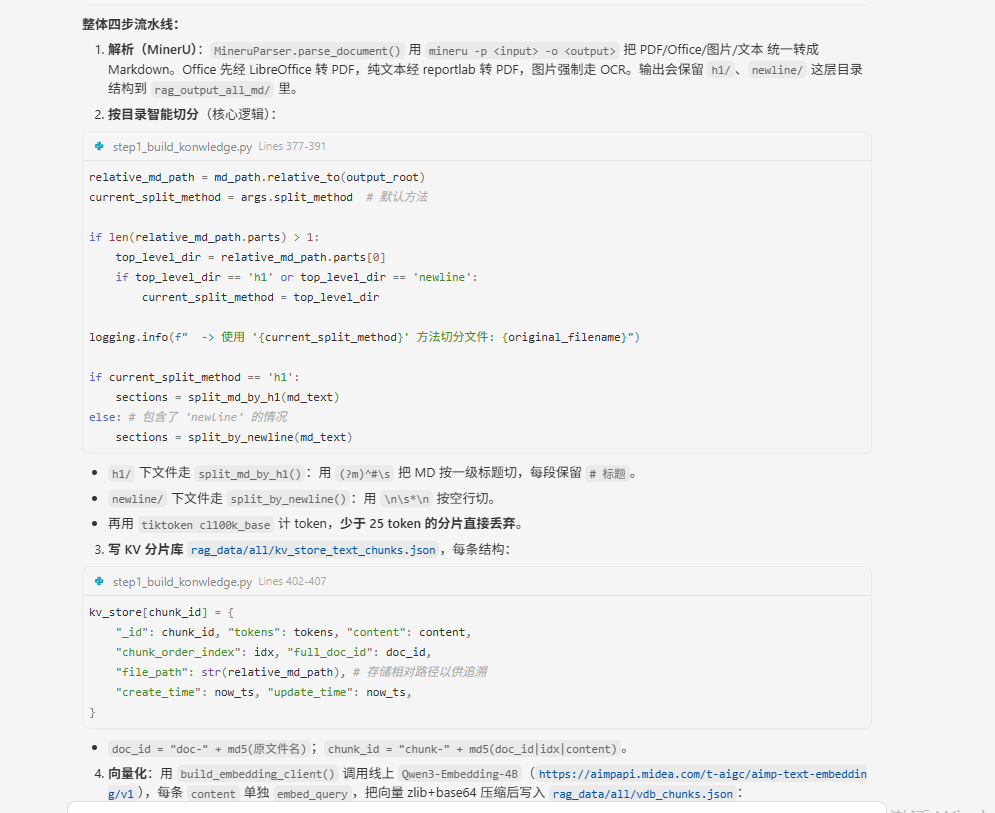 整体四步流水线：
1. 解析（MinerU）： MineruParser.parse_document() 用 mineru -p <input> -o <output> 把 PDF/Office/图片/文本 统一转成
Markdown。Office 先经 LibreOffice 转 PDF，纯文本经 reportlab 转 PDF，图片强制走 OCR。输出会保留 h1/ 、 newline/ 这层目录
结构到 rag_output_all_md/ 里。
2. 按目录智能切分（核心逻辑）：
step1_build_konwledge.py Lines 377-391
relative_md_path = md_path.relative_to(output_root)
current_split_method = args.split_method  # 默认方法
if len(relative_md_path.parts) > 1:
    top_level_dir = relative_md_path.parts[0]
    if top_level_dir == 'h1' or top_level_dir == 'newline':
        current_split_method = top_level_dir
logging.info(f"  -> 使用 '{current_split_method}' 方法切分文件: {original_filename}")
if current_split_method == 'h1':
    sections = split_md_by_h1(md_text)
else: # 包含了 'newline' 的情况
    sections = split_by_newline(md_text)
• h1/ 下文件走 split_md_by_h1() ：用 (?m)^#\s 把 MD 按一级标题切，每段保留 # 标题 。
• newline/ 下文件走 split_by_newline() ：用 \n\s*\n 按空行切。
• 再用 tiktoken cl100k_base 计 token，少于 25 token 的分片直接丢弃。
3. 写 KV 分片库 rag_data/all/kv_store_text_chunks.json ，每条结构：
step1_build_konwledge.py Lines 402-407
kv_store[chunk_id] = {
    "_id": chunk_id, "tokens": tokens, "content": content,
    "chunk_order_index": idx, "full_doc_id": doc_id,
    "file_path": str(relative_md_path), # 存储相对路径以供追溯
    "create_time": now_ts, "update_time": now_ts,
}
• doc_id = "doc-" + md5(原文件名) ； chunk_id = "chunk-" + md5(doc_id|idx|content) 。
4. 向量化：用 build_embedding_client() 调用线上 Qwen3-Embedding-4B （ https://aimpapi.midea.com/t-aigc/aimp-text-embeddin
g/v1 ），每条 content 单独 embed_query ，把向量 zlib+base64 压缩后写入 rag_data/all/vdb_chunks.json ：